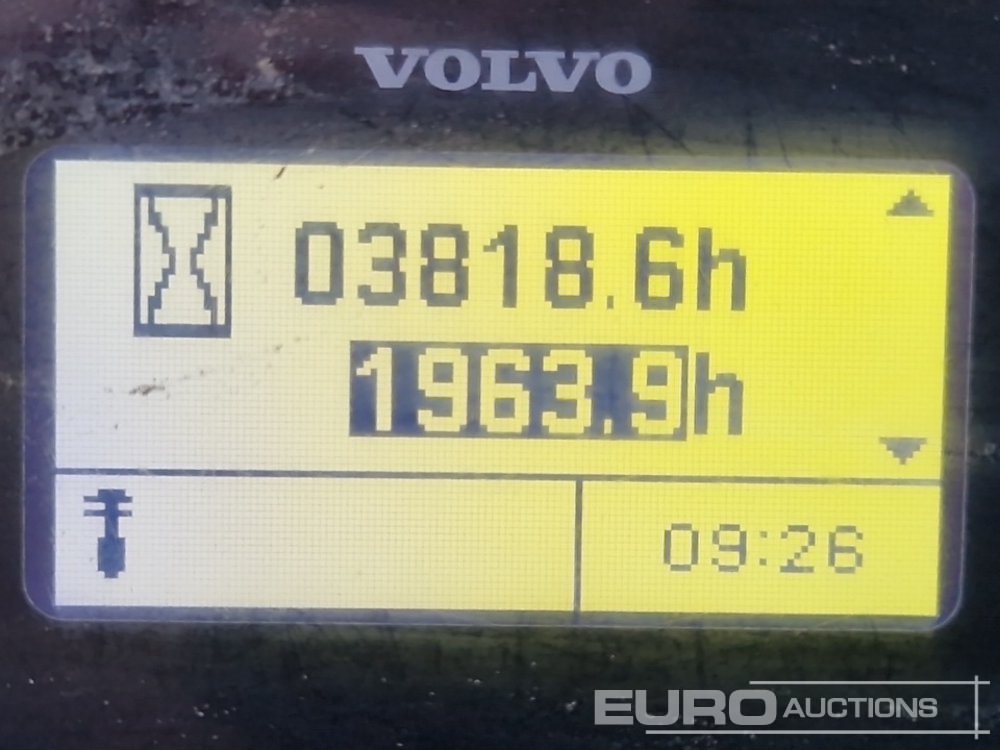 VOLVO
03818.6h
1963.9h
09:26
EURO AUCTIONS